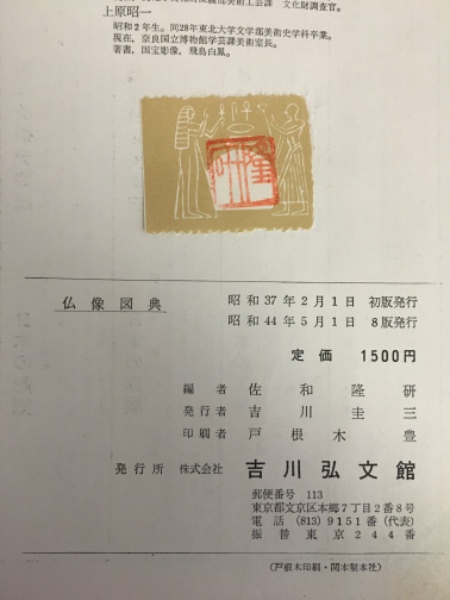 上原昭一
昭和2年生。同28年東北大学文学部美術史学科卒業。
現在，奈良国立博物館学芸課美術室長。
著書，国宝彫像，飛鳥白鳳。
仏像図典
昭和37年2月1日 初版発行
昭和44年5月1日 8版発行
定価 1500円
編者 佐和隆研
発行者 吉川圭三
印刷者 戸根木豊
発行所 株式会社 吉川弘文館
郵便番号 113
東京都文京区本郷7丁目2番8号
電話 (813) 9151番（代表）
振替東京244番
（戸根木印刷・関本製本社）